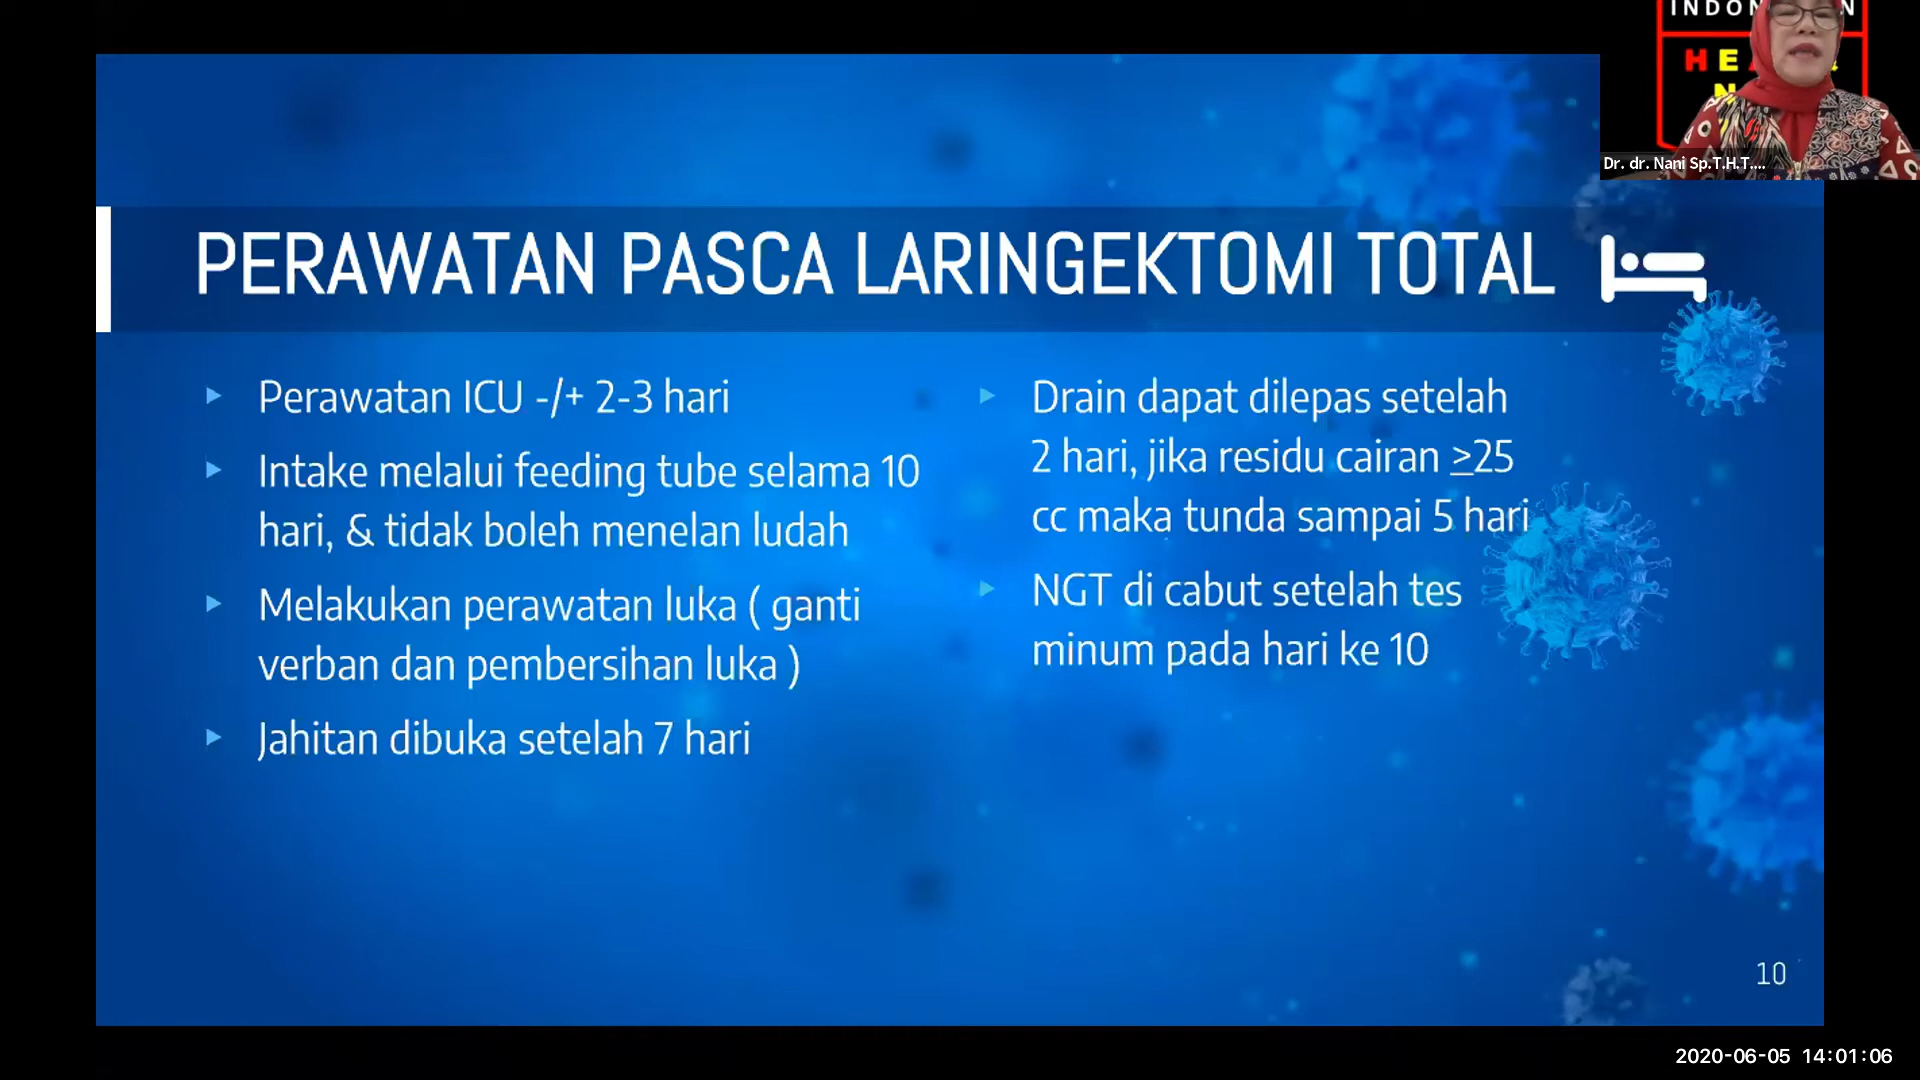 INDON N
HE
N
Dr. dr. Nani Sp.T.H.T....
PERAWATAN PASCA LARINGEKTOMI TOTAL
Perawatan ICU -/+ 2-3 hari
Intake melalui feeding tube selama 10
hari, & tidak boleh menelan ludah
Melakukan perawatan luka ( ganti
verban dan pembersihan luka )
Jahitan dibuka setelah 7 hari
Drain dapat dilepas setelah
2 hari, jika residu cairan ≥25
cc maka tunda sampai 5 hari
NGT di cabut setelah tes
minum pada hari ke 10
10
2020-06-05 14:01:06